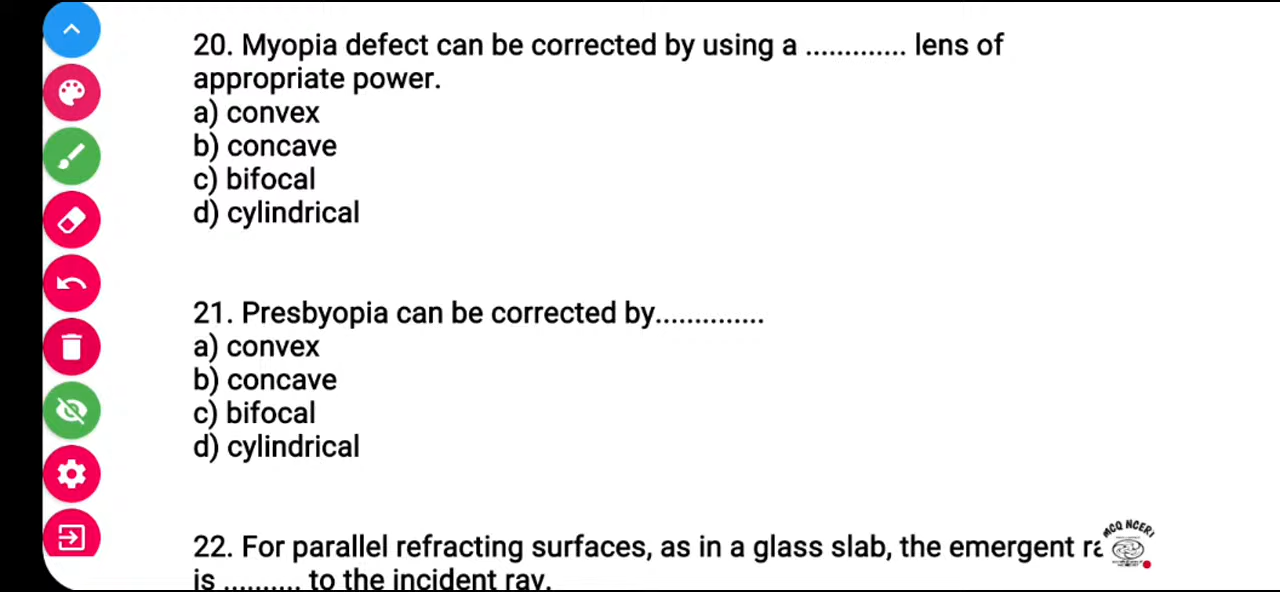 20. Myopia defect can be corrected by using a ............. lens of
appropriate power.
a) convex
b) concave
c) bifocal
d) cylindrical
21. Presbyopia can be corrected by..............
a) convex
b) concave
c) bifocal
d) cylindrical
22. For parallel refracting surfaces, as in a glass slab, the emergent
MCQ NCERT
is .......... to the incident ray.